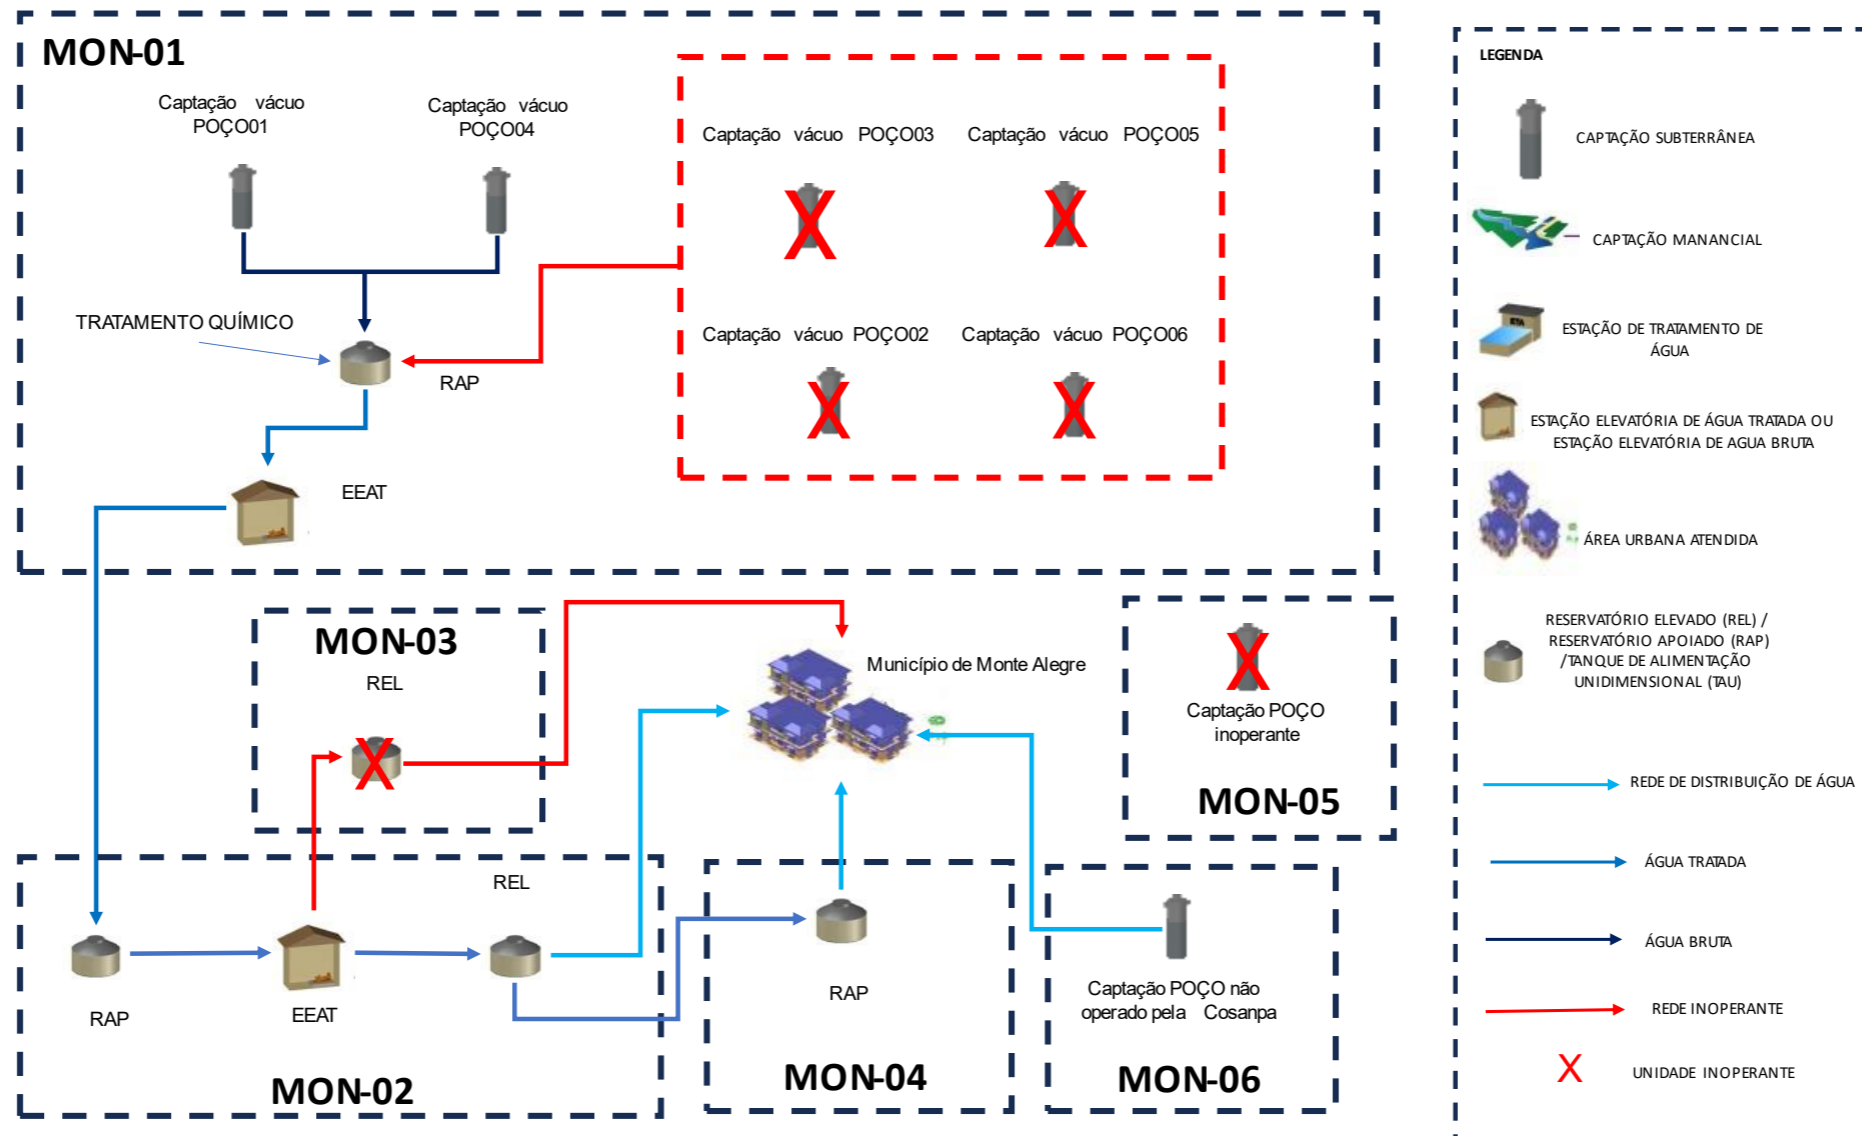 MON-01
Captação vácuo
POÇO01
Captação vácuo
POÇO04
Captação vácuo POÇO03
Captação vácuo POÇO05
Captação vácuo POÇO02
Captação vácuo POÇO06
TRATAMENTO QUÍMICO
RAP
EEAT
MON-03
REL
Município de Monte Alegre
Captação POÇO
inoperante
MON-05
REL
RAP
EEAT
MON-02
RAP
MON-04
Captação POÇO não
operado pela Cosanpa
MON-06
LEGENDA
CAPTAÇÃO SUBTERRÂNEA
CAPTAÇÃO MANANCIAL
ETA
ESTAÇÃO DE TRATAMENTO DE
ÁGUA
ESTAÇÃO ELEVATÓRIA DE ÁGUA TRATADA OU
ESTAÇÃO ELEVATÓRIA DE AGUA BRUTA
ÁREA URBANA ATENDIDA
RESERVATÓRIO ELEVADO (REL) /
RESERVATÓRIO APOIADO (RAP)
/TANQUE DE ALIMENTAÇÃO
UNIDIMENSIONAL (TAU)
REDE DE DISTRIBUIÇÃO DE ÁGUA
ÁGUA TRATADA
ÁGUA BRUTA
REDE INOPERANTE
X UNIDADE INOPERANTE